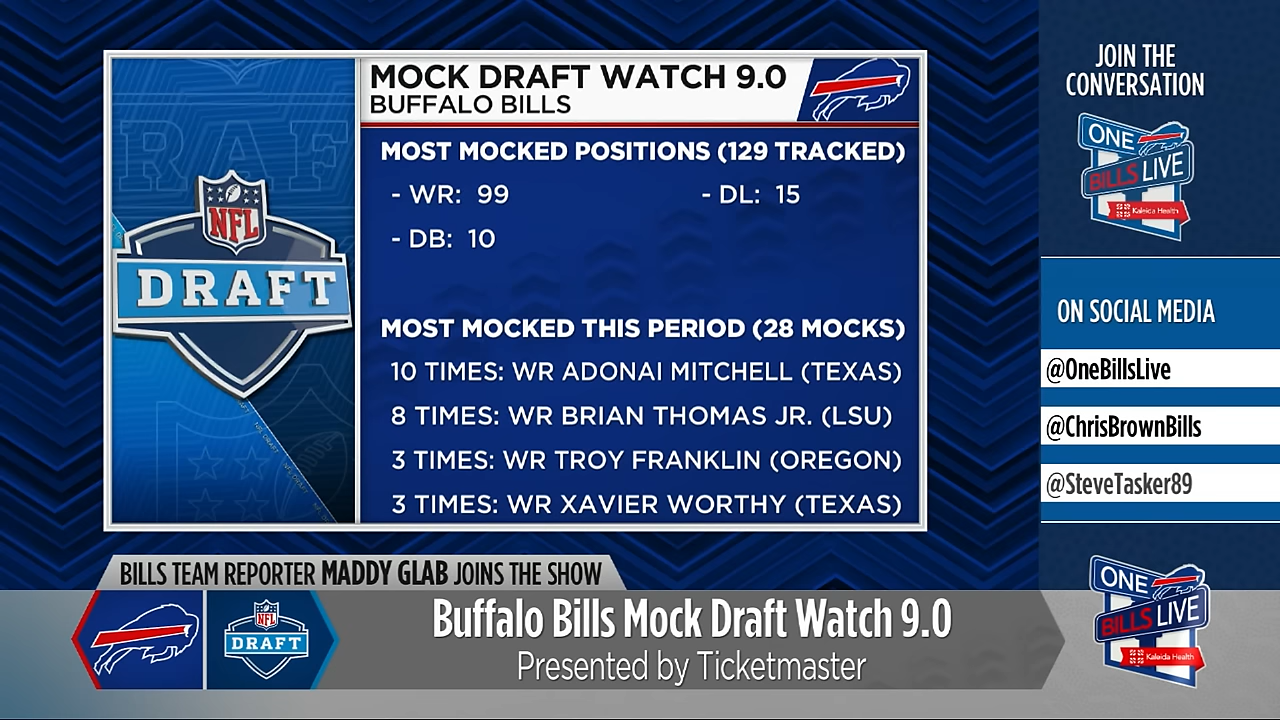 MOCK DRAFT WATCH 9.0
BUFFALO BILLS
MOST MOCKED POSITIONS (129 TRACKED)
- WR: 99
- DL: 15
- DB: 10
MOST MOCKED THIS PERIOD (28 MOCKS)
10 TIMES: WR ADONAI MITCHELL (TEXAS)
8 TIMES: WR BRIAN THOMAS JR. (LSU)
3 TIMES: WR TROY FRANKLIN (OREGON)
3 TIMES: WR XAVIER WORTHY (TEXAS)
RAF
NFL
DRAFT
JOIN THE
CONVERSATION
ONE
BILLS LIVE
Kaleida Health
ON SOCIAL MEDIA
@OneBillsLive
@ChrisBrownBills
@SteveTasker89
BILLS TEAM REPORTER MADDY GLAB JOINS THE SHOW
NFL
DRAFT
Buffalo Bills Mock Draft Watch 9.0
Presented by Ticketmaster
ONE
BILLS LIVE
Kaleida Health